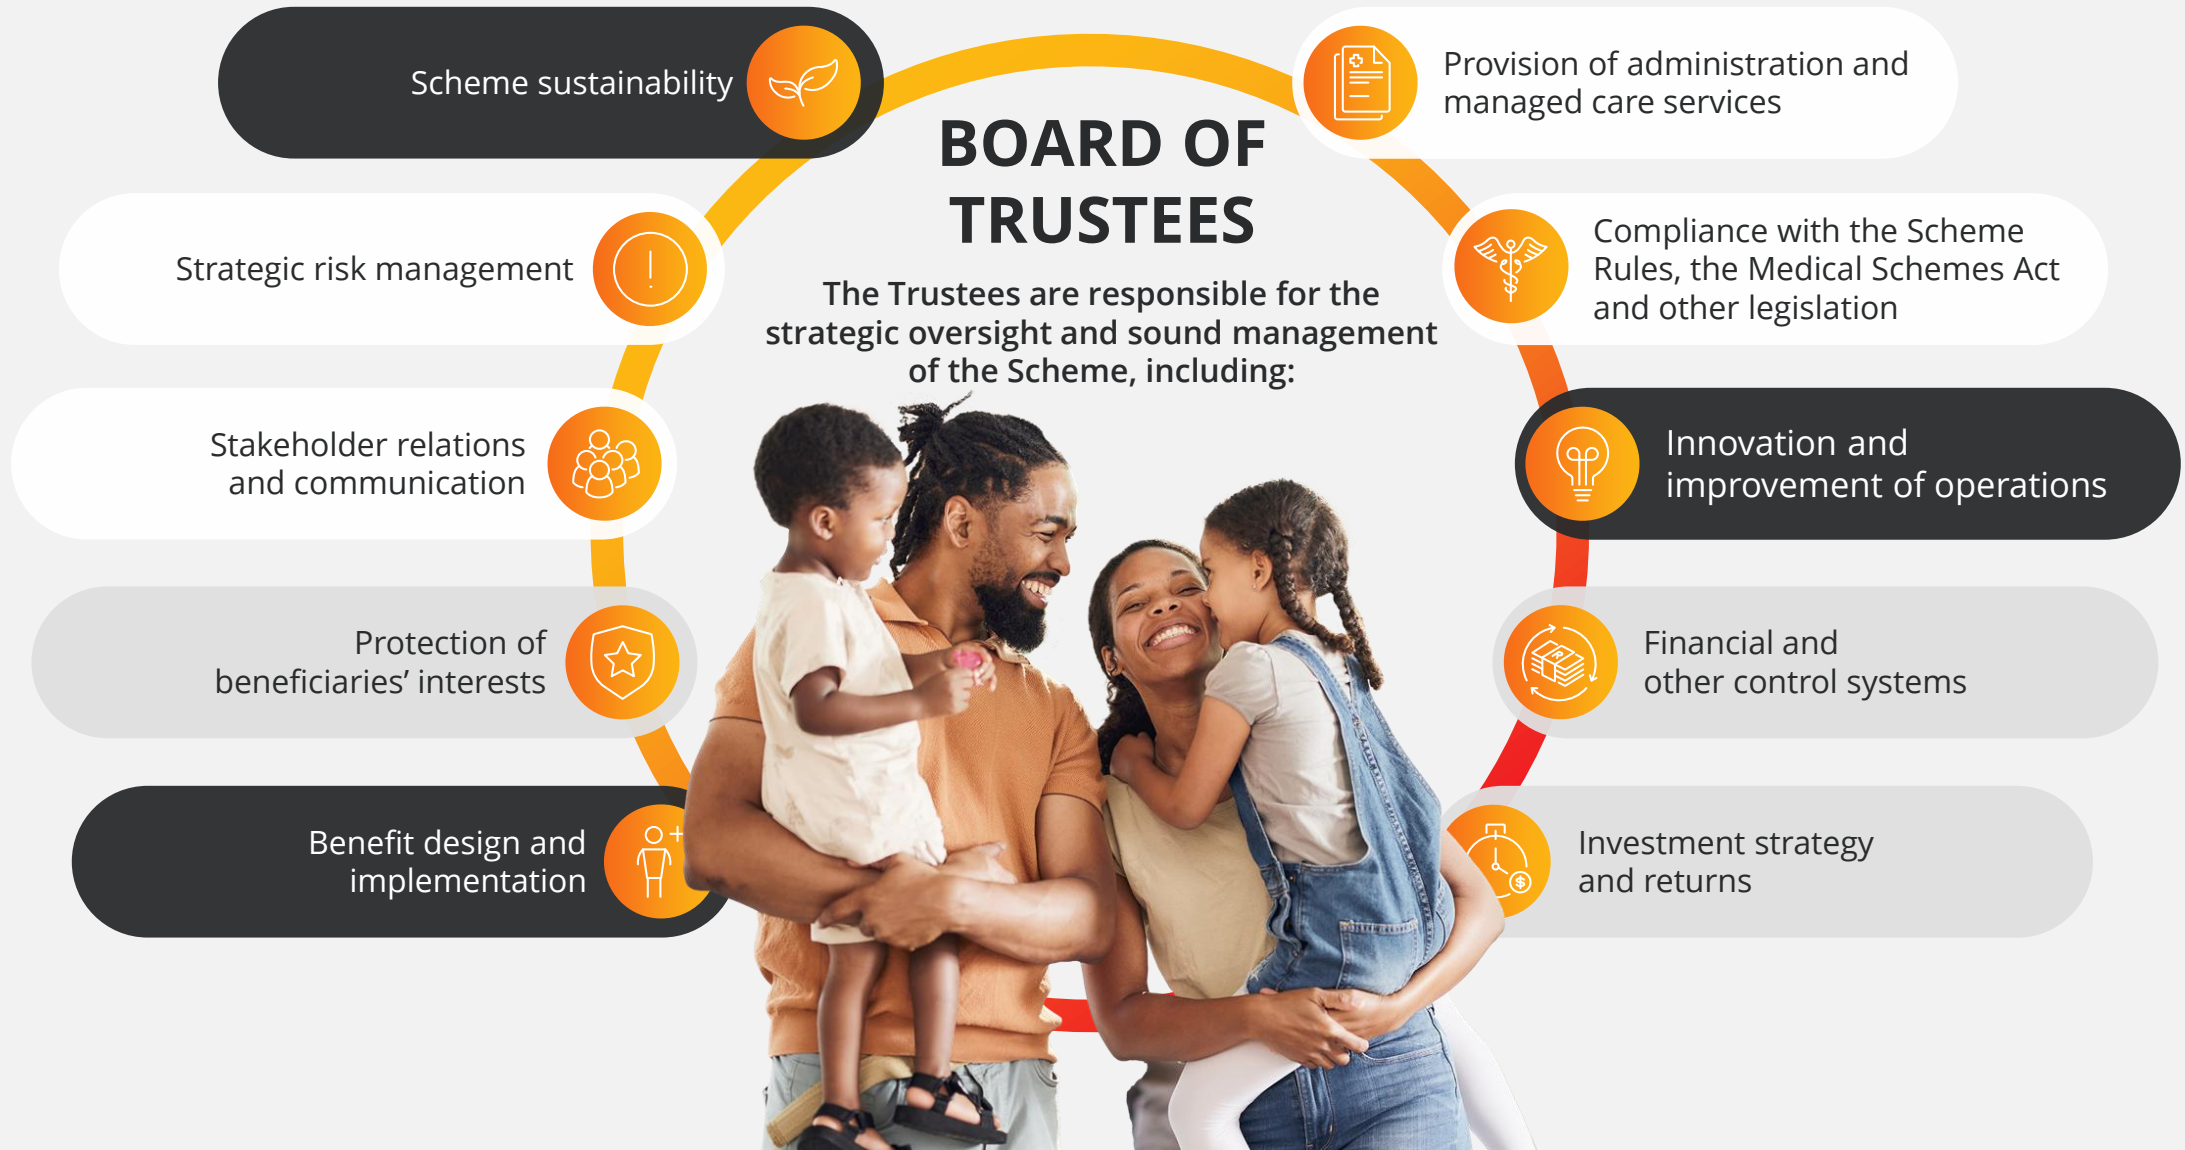 BOARD OF
TRUSTEES
The Trustees are responsible for the
strategic oversight and sound management
of the Scheme, including:
Scheme sustainability
Strategic risk management
Stakeholder relations
and communication
Protection of
beneficiaries’ interests
Benefit design and
implementation
Provision of administration and
managed care services
Compliance with the Scheme
Rules, the Medical Schemes Act
and other legislation
Innovation and
improvement of operations
Financial and
other control systems
R
Investment strategy
and returns
$